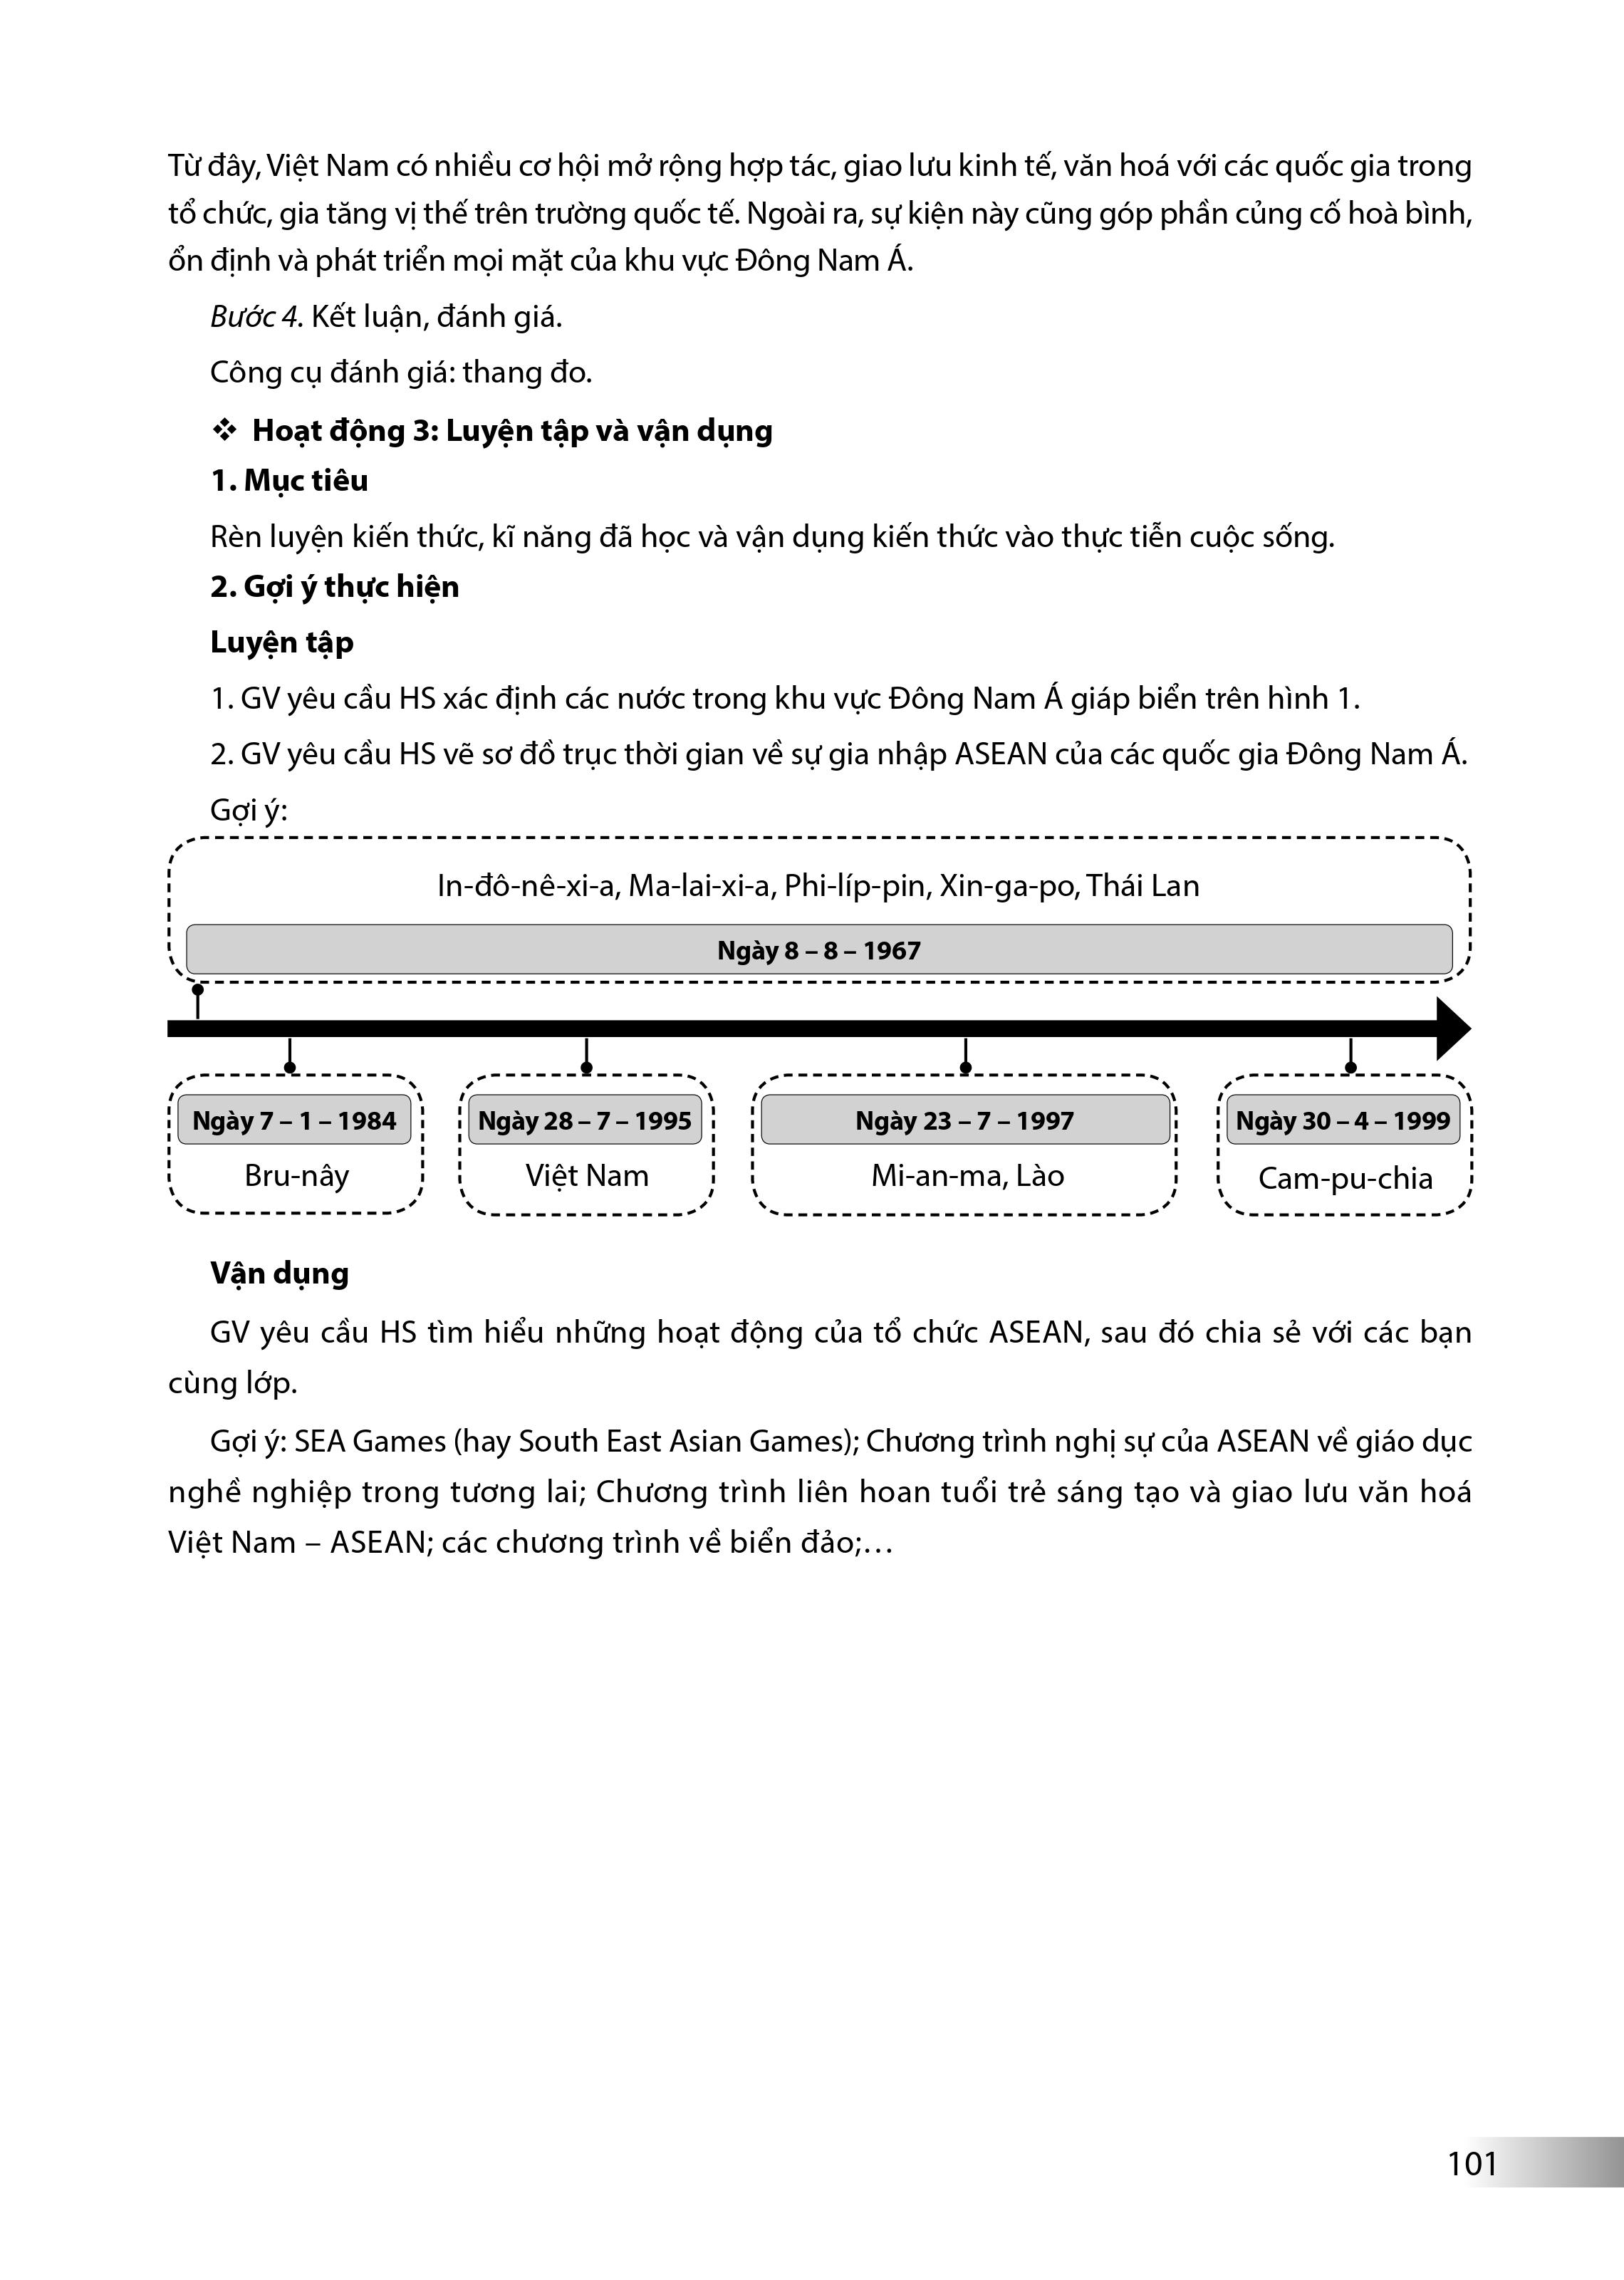 Từ đây, Việt Nam có nhiều cơ hội mở rộng hợp tác, giao lưu kinh tế, văn hoá với các quốc gia trong
tổ chức, gia tăng vị thế trên trường quốc tế. Ngoài ra, sự kiện này cũng góp phần củng cố hoà bình,
ổn định và phát triển mọi mặt của khu vực Đông Nam Á.
Bước 4. Kết luận, đánh giá.
Công cụ đánh giá: thang đo.
❖ Hoạt động 3: Luyện tập và vận dụng
1. Mục tiêu
Rèn luyện kiến thức, kĩ năng đã học và vận dụng kiến thức vào thực tiễn cuộc sống.
2. Gợi ý thực hiện
Luyện tập
1. GV yêu cầu HS xác định các nước trong khu vực Đông Nam Á giáp biển trên hình 1.
2. GV yêu cầu HS vẽ sơ đồ trục thời gian về sự gia nhập ASEAN của các quốc gia Đông Nam Á.
Gợi ý:
In-đô-nê-xi-a, Ma-lai-xi-a, Phi-líp-pin, Xin-ga-po, Thái Lan
Ngày 8 – 8 – 1967
Ngày 7 – 1 – 1984
Bru-nây
Ngày 28 – 7 – 1995
Việt Nam
Ngày 23 – 7 – 1997
Mi-an-ma, Lào
Ngày 30 – 4 – 1999
Cam-pu-chia
Vận dụng
GV yêu cầu HS tìm hiểu những hoạt động của tổ chức ASEAN, sau đó chia sẻ với các bạn
cùng lớp.
Gợi ý: SEA Games (hay South East Asian Games); Chương trình nghị sự của ASEAN về giáo dục
nghề nghiệp trong tương lai; Chương trình liên hoan tuổi trẻ sáng tạo và giao lưu văn hoá
Việt Nam – ASEAN; các chương trình về biển đảo;…
101